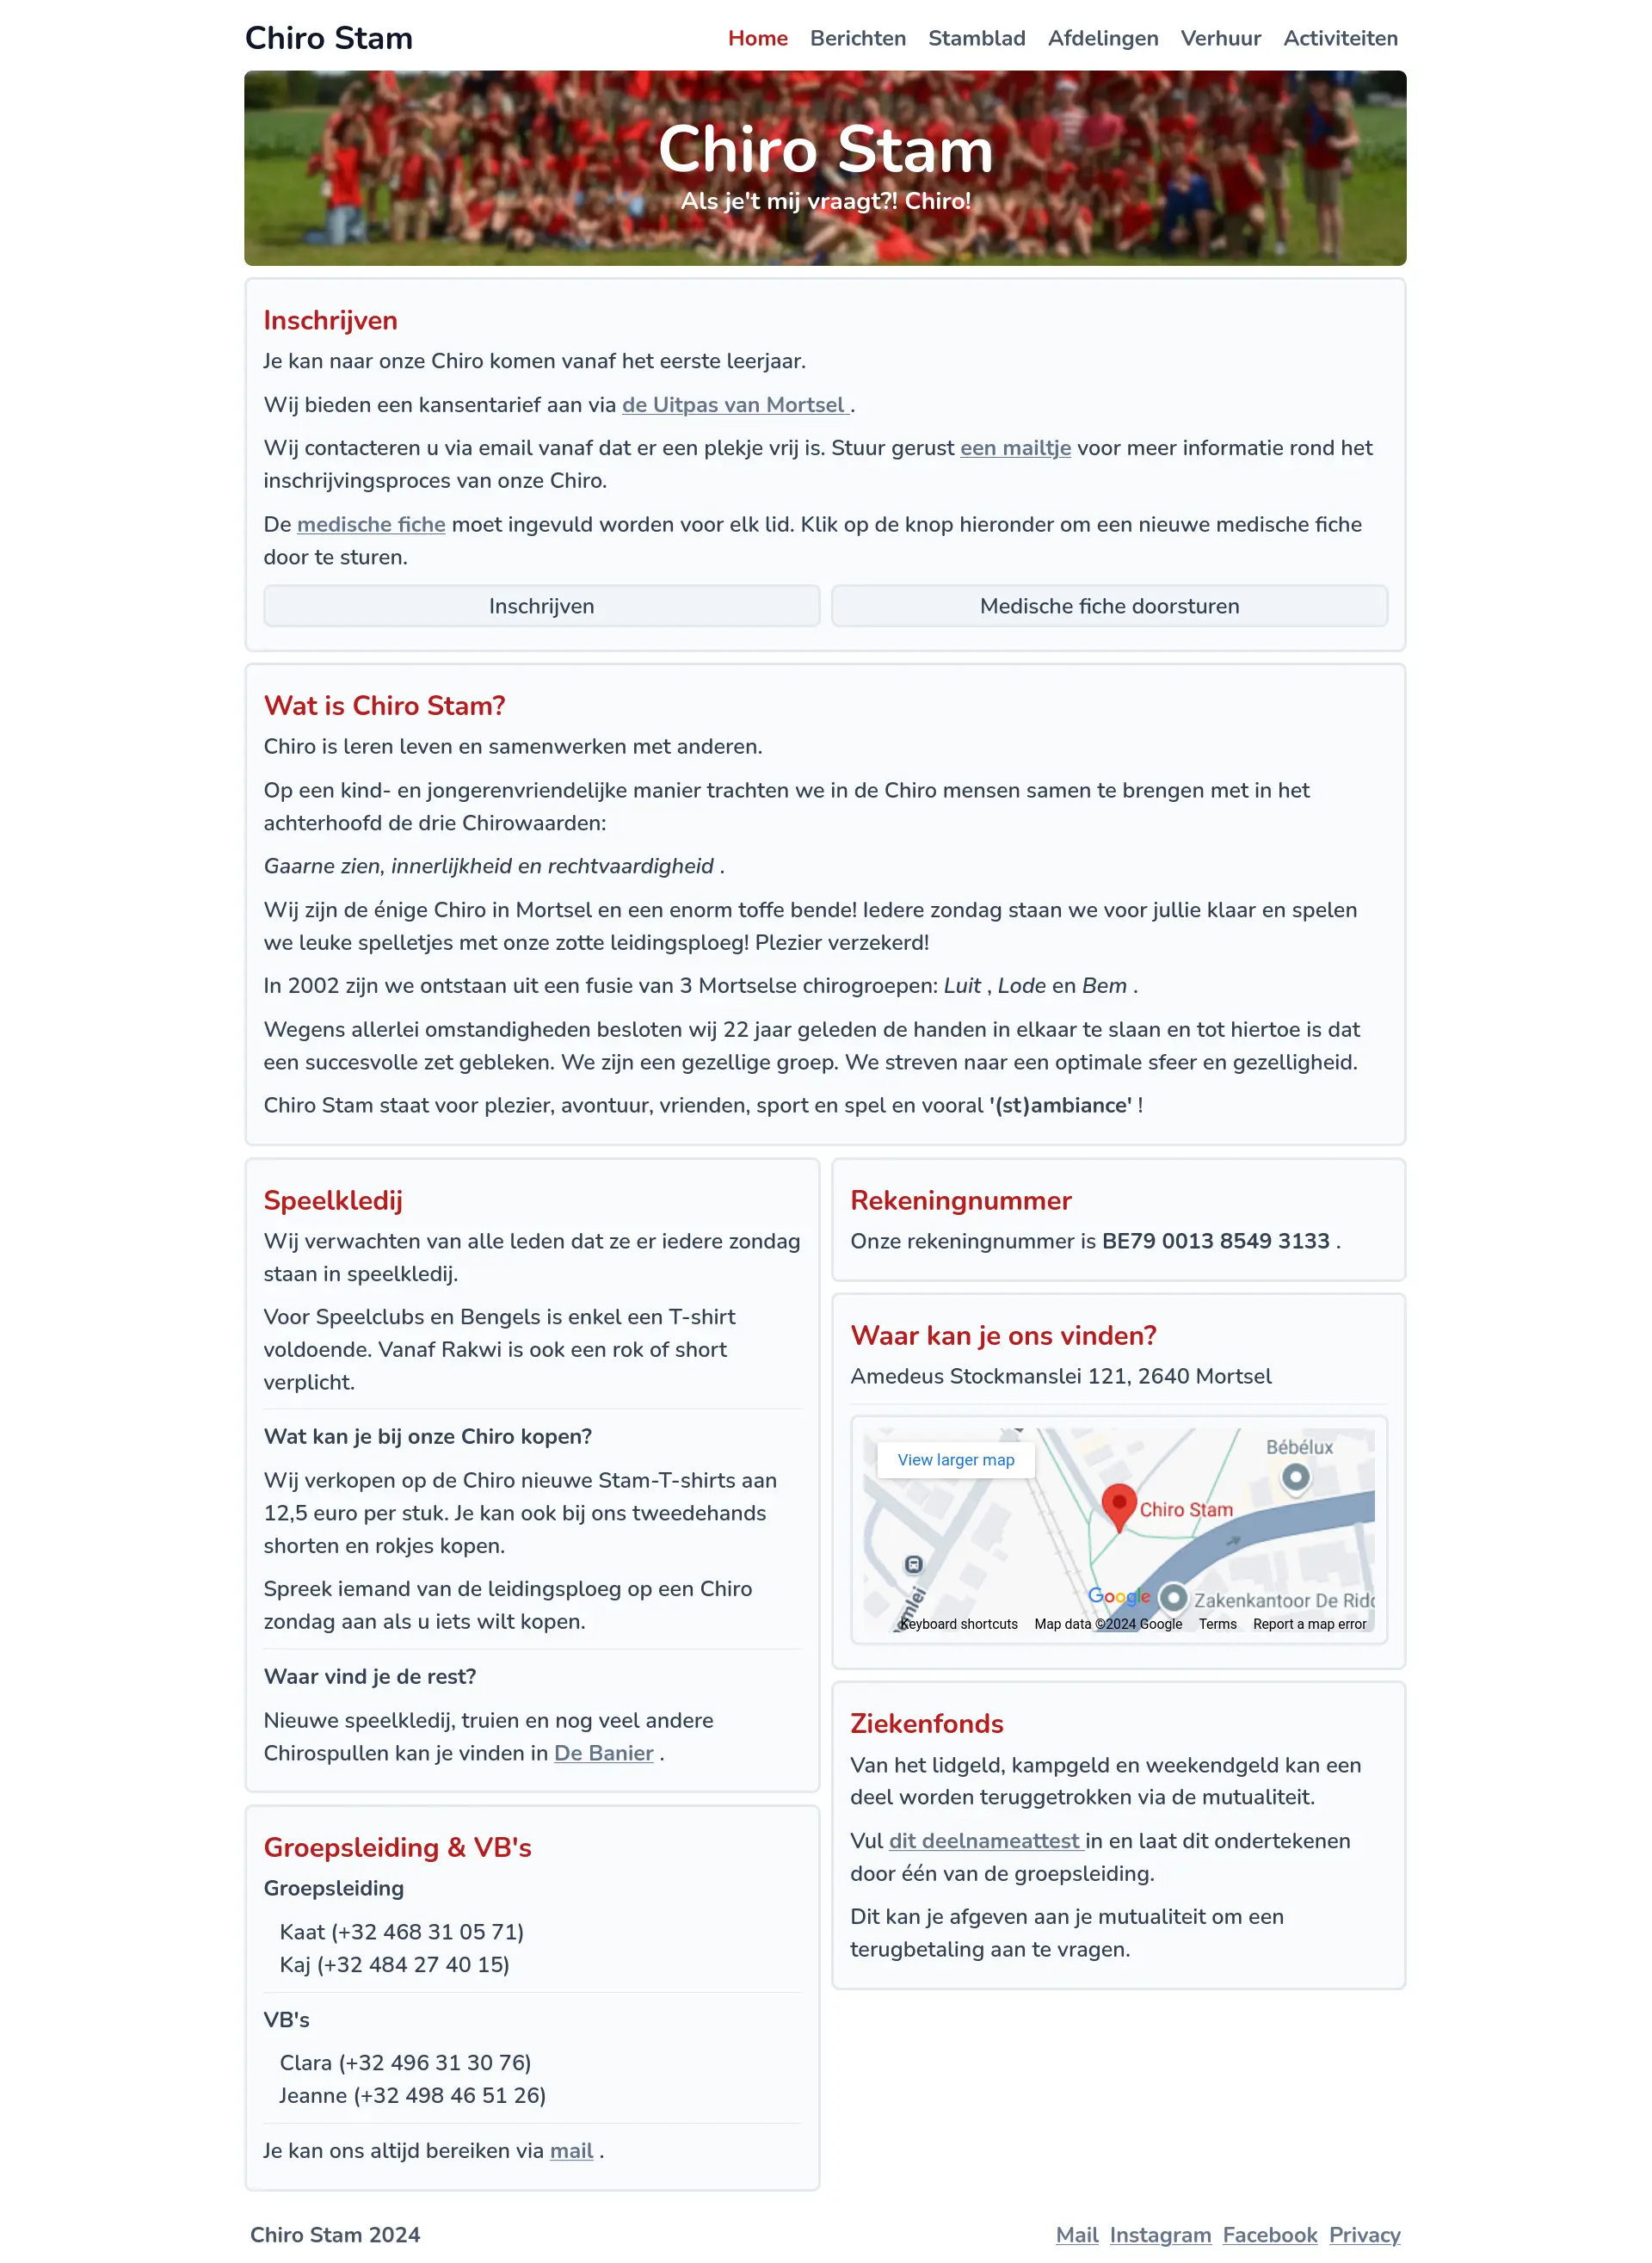 Chiro Stam
Home Berichten Stamblad Afdelingen Verhuur Activiteiten
Chiro Stam
Als je't mij vraagt?! Chiro!
Inschrijven
Je kan naar onze Chiro komen vanaf het eerste leerjaar.
Wij bieden een kansentarief aan via de Uitpas van Mortsel .
Wij contacteren u via email vanaf dat er een plekje vrij is. Stuur gerust een mailtje voor meer informatie rond het
inschrijvingsproces van onze Chiro.
De medische fiche moet ingevuld worden voor elk lid. Klik op de knop hieronder om een nieuwe medische fiche
door te sturen.
Inschrijven
Medische fiche doorsturen
Wat is Chiro Stam?
Chiro is leren leven en samenwerken met anderen.
Op een kind- en jongerenvriendelijke manier trachten we in de Chiro mensen samen te brengen met in het
achterhoofd de drie Chirowaarden:
Gaarne zien, innerlijkheid en rechtvaardigheid .
Wij zijn de énige Chiro in Mortsel en een enorm toffe bende! Iedere zondag staan we voor jullie klaar en spelen
we leuke spelletjes met onze zotte leidingsploeg! Plezier verzekerd!
In 2002 zijn we ontstaan uit een fusie van 3 Mortselse chirogroepen: Luit , Lode en Bem .
Wegens allerlei omstandigheden besloten wij 22 jaar geleden de handen in elkaar te slaan en tot hiertoe is dat
een succesvolle zet gebleken. We zijn een gezellige groep. We streven naar een optimale sfeer en gezelligheid.
Chiro Stam staat voor plezier, avontuur, vrienden, sport en spel en vooral '(st)ambiance' !
Speelkledij
Wij verwachten van alle leden dat ze er iedere zondag
staan in speelkledij.
Voor Speelclubs en Bengels is enkel een T-shirt
voldoende. Vanaf Rakwi is ook een rok of short
verplicht.
Wat kan je bij onze Chiro kopen?
Wij verkopen op de Chiro nieuwe Stam-T-shirts aan
12,5 euro per stuk. Je kan ook bij ons tweedehands
shorten en rokjes kopen.
Spreek iemand van de leidingsploeg op een Chiro
zondag aan als u iets wilt kopen.
Waar vind je de rest?
Nieuwe speelkledij, truien en nog veel andere
Chirospullen kan je vinden in De Banier .
Groepsleiding & VB's
Groepsleiding
Kaat (+32 468 31 05 71)
Kaj (+32 484 27 40 15)
VB's
Clara (+32 496 31 30 76)
Jeanne (+32 498 46 51 26)
Je kan ons altijd bereiken via mail .
Rekeningnummer
Onze rekeningnummer is BE79 0013 8549 3133 .
Waar kan je ons vinden?
Amedeus Stockmanslei 121, 2640 Mortsel
View larger map
Bébélux
Chiro Stam
Google
Zakenkantoor De Ridd
Keyboard shortcuts Map data ©2024 Google Terms Report a map error
Ziekenfonds
Van het lidgeld, kampgeld en weekendgeld kan een
deel worden teruggetrokken via de mutualiteit.
Vul dit deelnameattest in en laat dit ondertekenen
door één van de groepsleiding.
Dit kan je afgeven aan je mutualiteit om een
terugbetaling aan te vragen.
Chiro Stam 2024
Mail Instagram Facebook Privacy